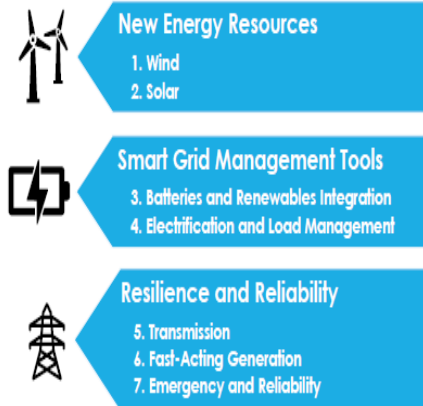 New Energy Resources
1. Wind
2. Solar
Smart Grid Management Tools
3. Batteries and Renewables Integration
4. Electrification and Load Management
Resilience and Reliability
5. Transmission
6. Fast-Acting Generation
7. Emergency and Reliability